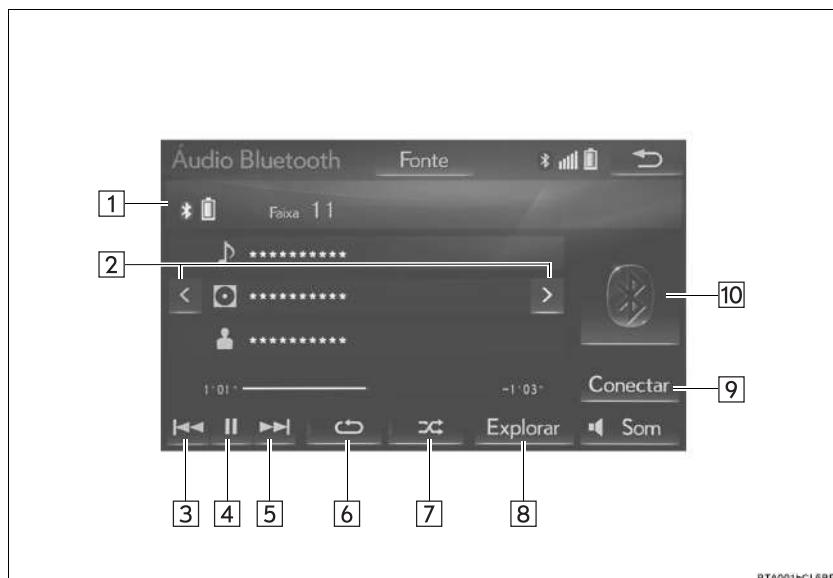 Áudio Bluetooth Fonte
1 Faixa 11
2 **********
**********
10
**********
1'01" -1'03"
Conectar 9
Explorar Som
3 4 5 6 7 8